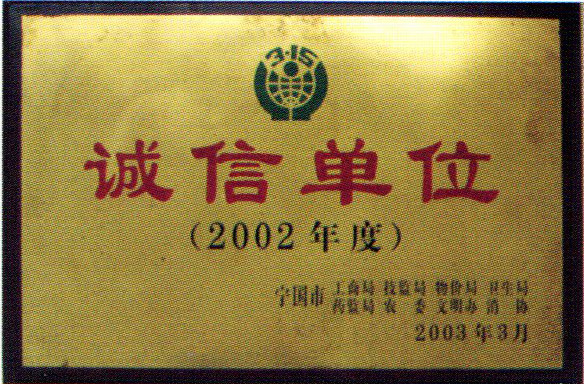 3·15
诚信单位
(2002年度)
宁国市 工商局 技监局 物价局 卫生局
药监局 农委 文明办 消协
2003年3月